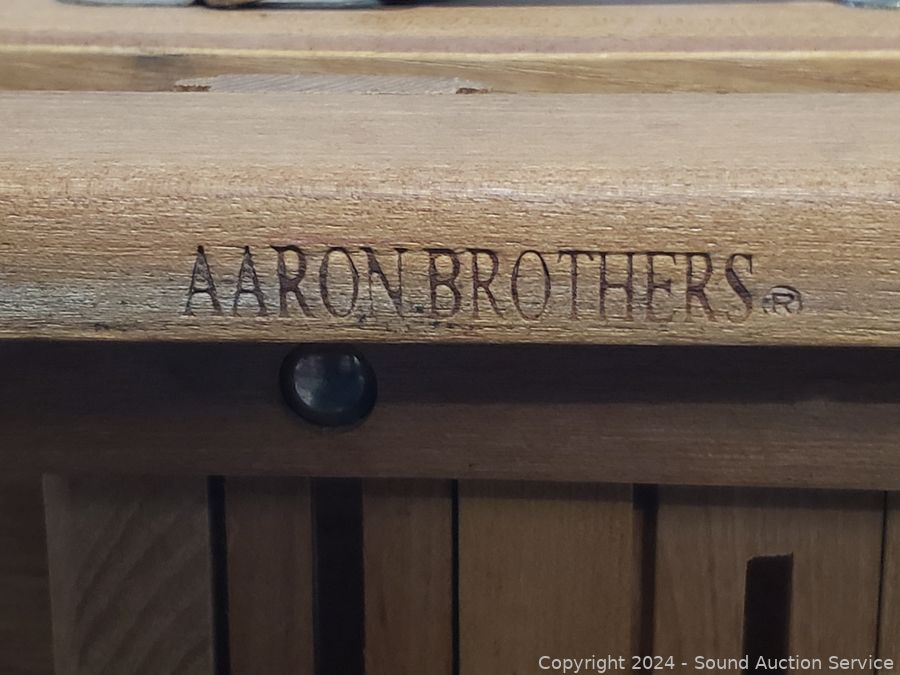 AARON BROTHERS ®
Copyright 2024 - Sound Auction Service